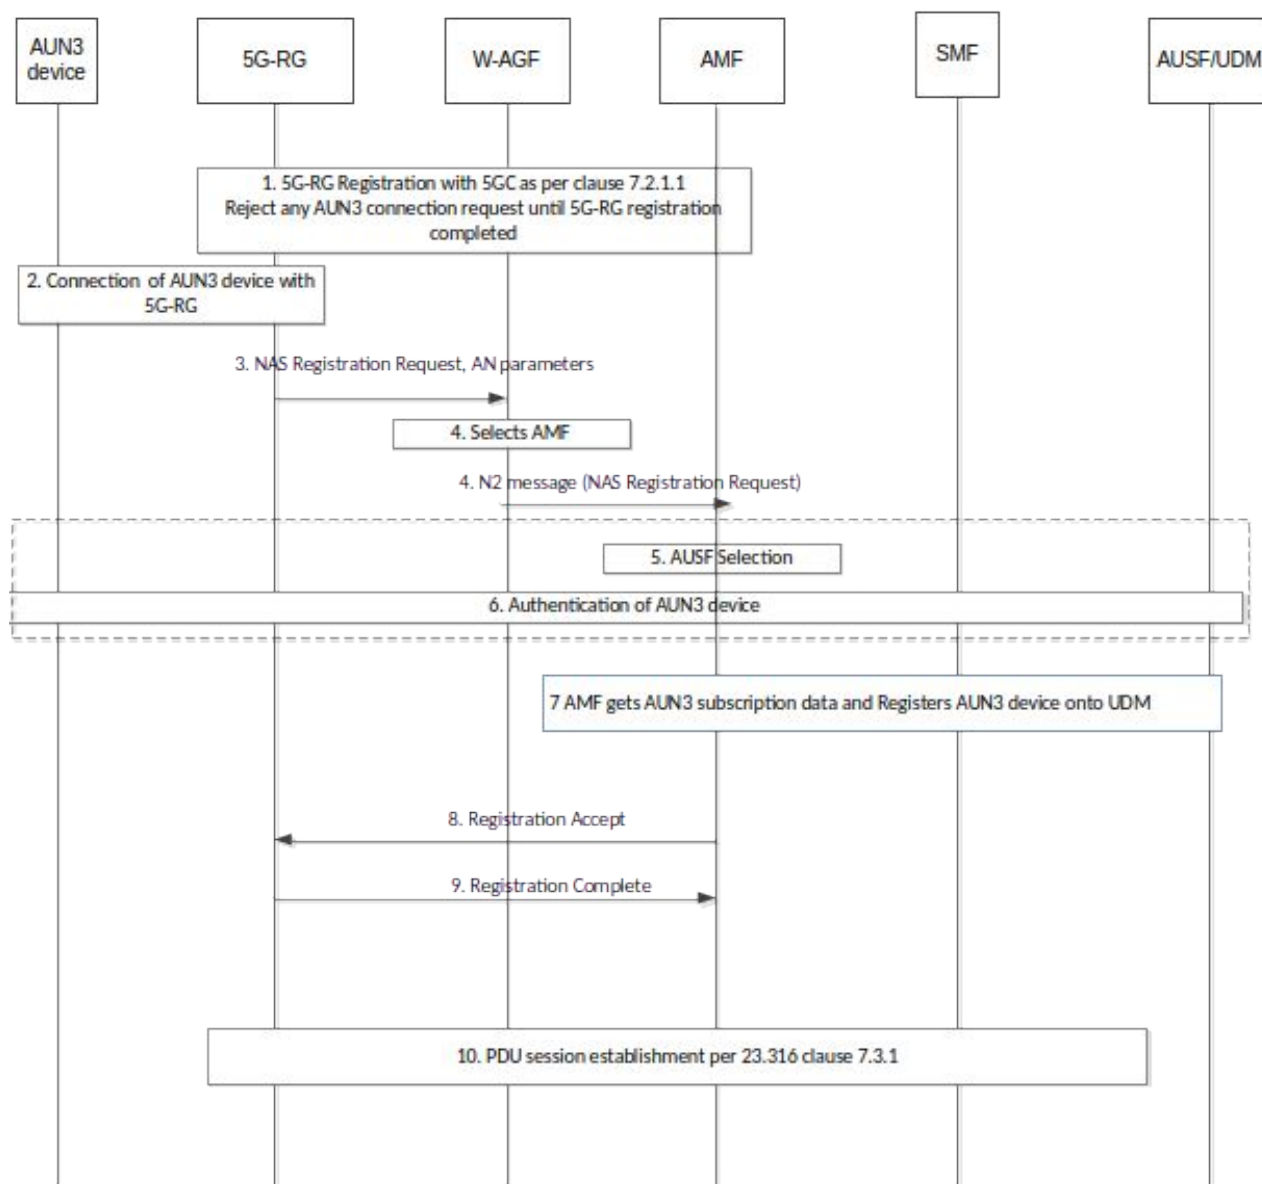 AUN3
device
5G-RG
W-AGF
AMF
SMF
AUSF/UDM
1. 5G-RG Registration with 5GC as per clause 7.2.1.1
Reject any AUN3 connection request until 5G-RG registration
completed
2. Connection of AUN3 device with
5G-RG
3. NAS Registration Request, AN parameters
4. Selects AMF
4. N2 message (NAS Registration Request)
5. AUSF Selection
6. Authentication of AUN3 device
7 AMF gets AUN3 subscription data and Registers AUN3 device onto UDM
8. Registration Accept
9. Registration Complete
10. PDU session establishment per 23.316 clause 7.3.1